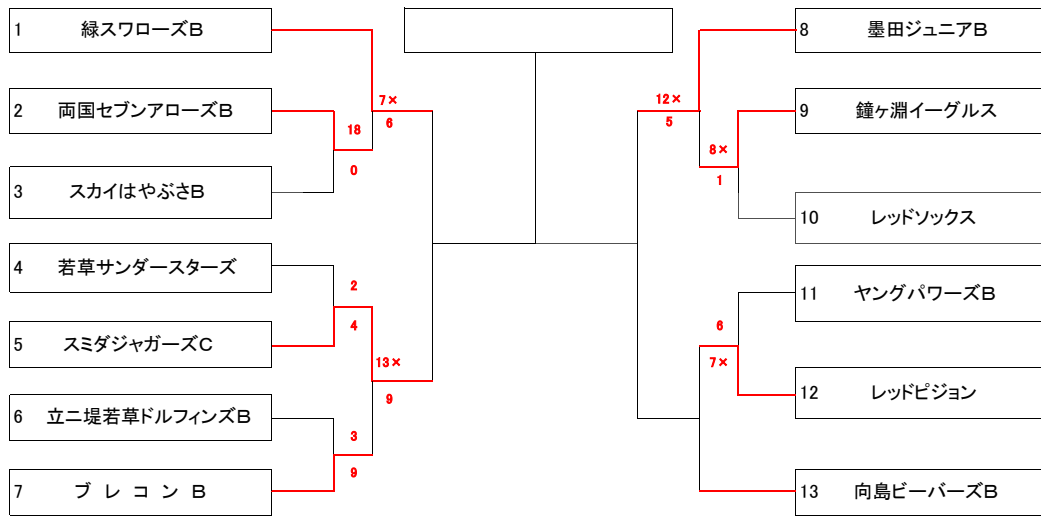 1 緑スワローズB
2 両国セブンアローズB
3 スカイはやぶさB
4 若草サンダースターズ
5 スミダジャガーズC
6 立ニ堤若草ドルフィンズB
7 ブレコンB
7×
6
18
0
2
4
13×
9
3
9
12×
5
8×
1
6
7×
8 墨田ジュニアB
9 鐘ヶ淵イーグルス
10 レッドソックス
11 ヤングパワーズB
12 レッドピジョン
13 向島ビーバーズB